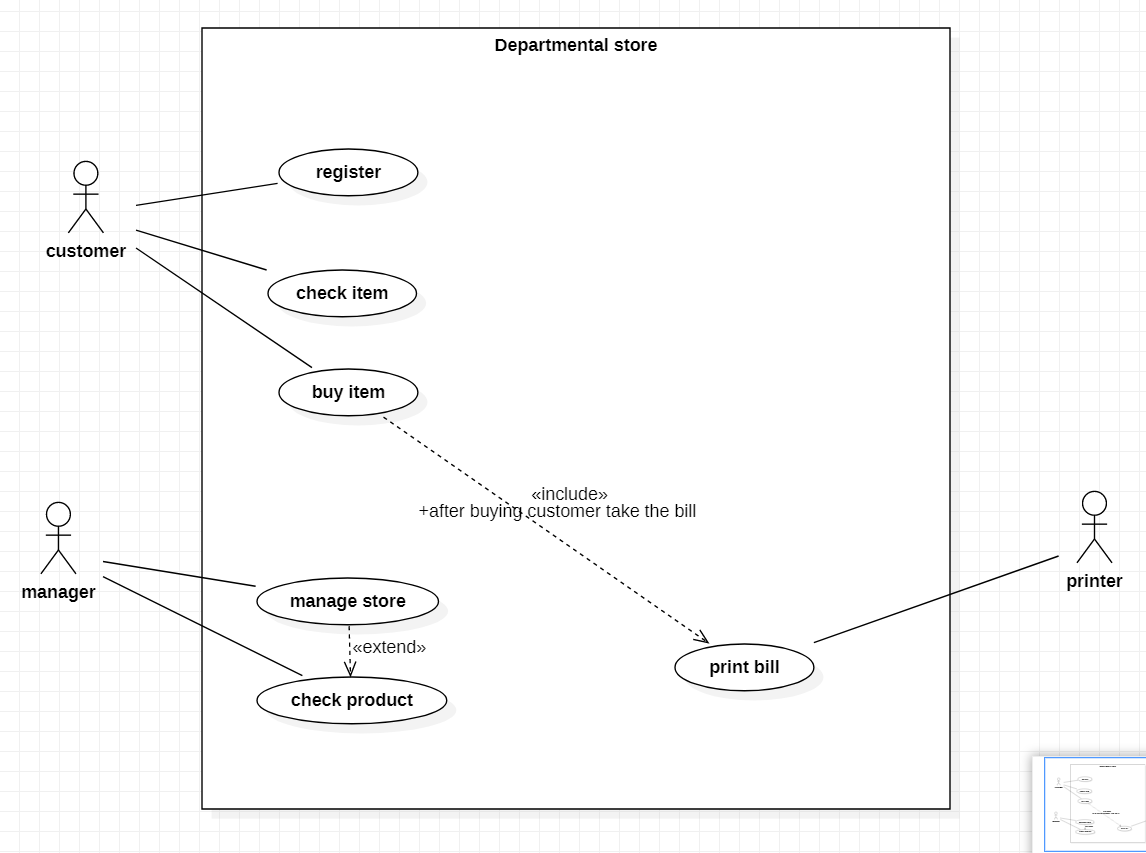 Departmental store
register
customer
check item
buy item
«include»
+after buying customer take the bill
manager
printer
manage store
«extend»
print bill
check product